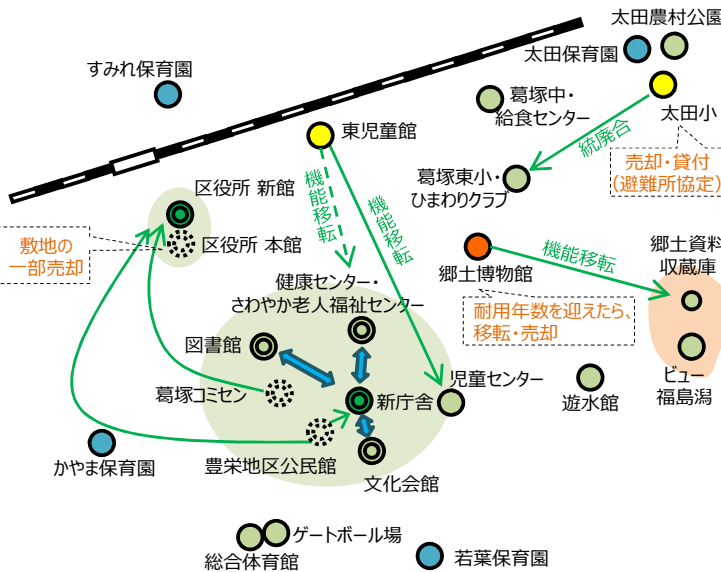 太田農村公園
太田保育園
すみれ保育園
葛塚中・
給食センター
太田小
東児童館
統廃合
売却・貸付
(避難所協定)
葛塚東小・
ひまわりクラブ
区役所 新館
機能移転
機能移転
敷地の
一部売却
区役所 本館
郷土博物館
機能移転
郷土資料
収蔵庫
健康センター・
さわやか老人福祉センター
耐用年数を迎えたら、
移転・売却
図書館
児童センター
ビュー
福島潟
葛塚コミセン
新庁舎
遊水館
かやま保育園
豊栄地区公民館
文化会館
ゲートボール場
総合体育館
若葉保育園